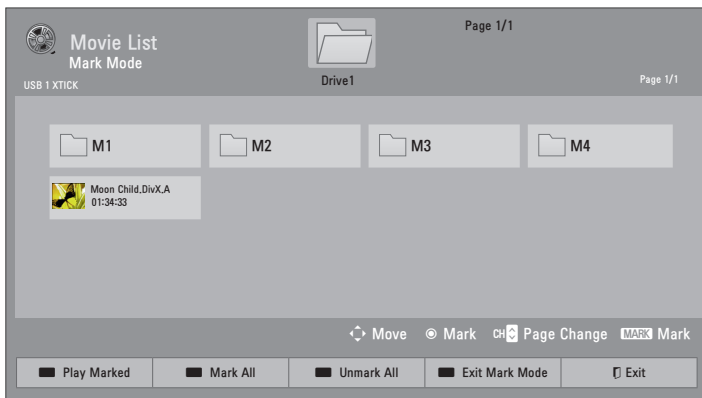 Movie List
Mark Mode
USB 1 XTICK
Drive1
Page 1/1
Page 1/1
M1
M2
M3
M4
Moon Child.DivX.A
01:34:33
Move
Mark
CH Page Change
MARK Mark
Play Marked
Mark All
Unmark All
Exit Mark Mode
Exit